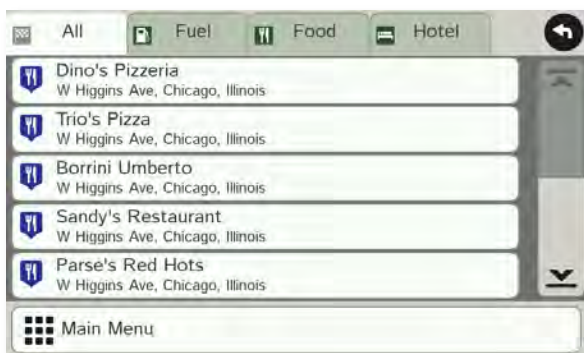 All Fuel Food Hotel
Dino's Pizzeria
W Higgins Ave, Chicago, Illinois
Trio's Pizza
W Higgins Ave, Chicago, Illinois
Borrini Umberto
W Higgins Ave, Chicago, Illinois
Sandy's Restaurant
W Higgins Ave, Chicago, Illinois
Parse's Red Hots
W Higgins Ave, Chicago, Illinois
Main Menu